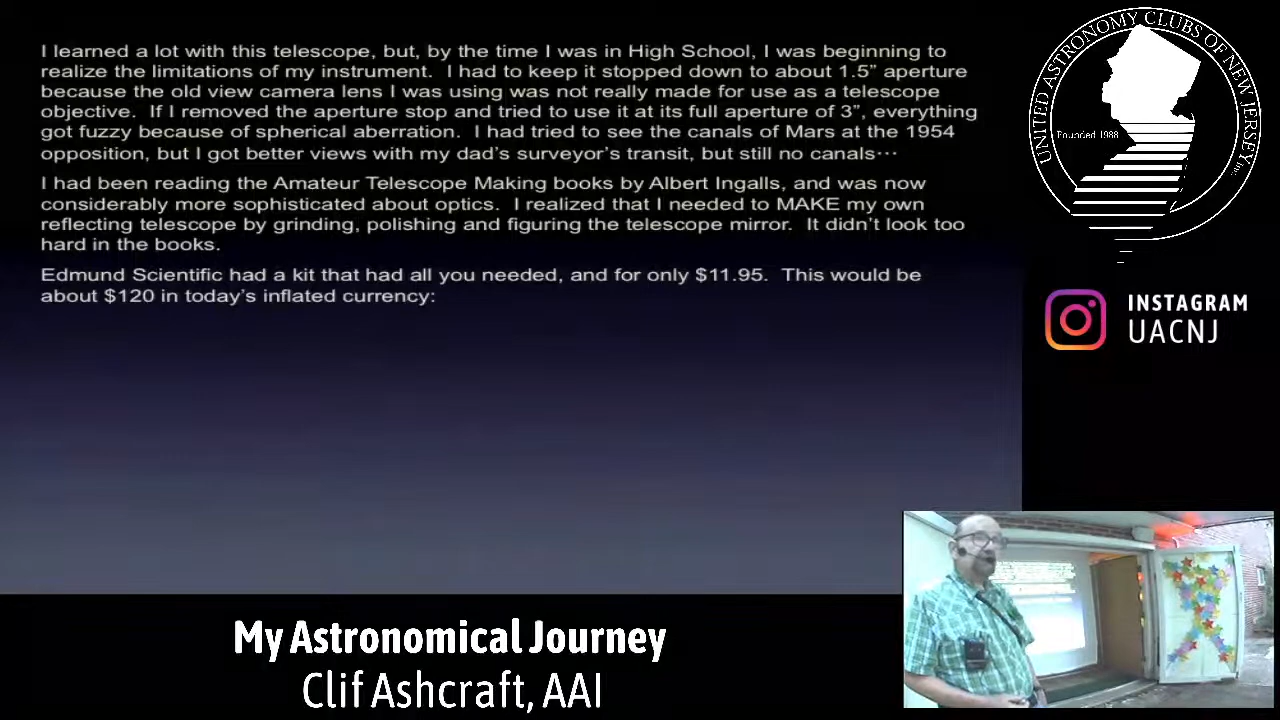 I learned a lot with this telescope, but, by the time I was in High School, I was beginning to
realize the limitations of my instrument.  I had to keep it stopped down to about 1.5” aperture
because the old view camera lens I was using was not really made for use as a telescope
objective.  If I removed the aperture stop and tried to use it at its full aperture of 3”, everything
got fuzzy because of spherical aberration.  I had tried to see the canals of Mars at the 1954
opposition, but I got better views with my dad’s surveyor’s transit, but still no canals…
I had been reading the Amateur Telescope Making books by Albert Ingalls, and was now
considerably more sophisticated about optics.  I realized that I needed to MAKE my own
reflecting telescope by grinding, polishing and figuring the telescope mirror.  It didn’t look too
hard in the books.
Edmund Scientific had a kit that had all you needed, and for only $11.95.  This would be
about $120 in today’s inflated currency:
UNITED ASTRONOMY CLUBS OF NEW JERSEY, Inc.
Founded 1988
INSTAGRAM
UACNJ
My Astronomical Journey
Clif Ashcraft, AAI